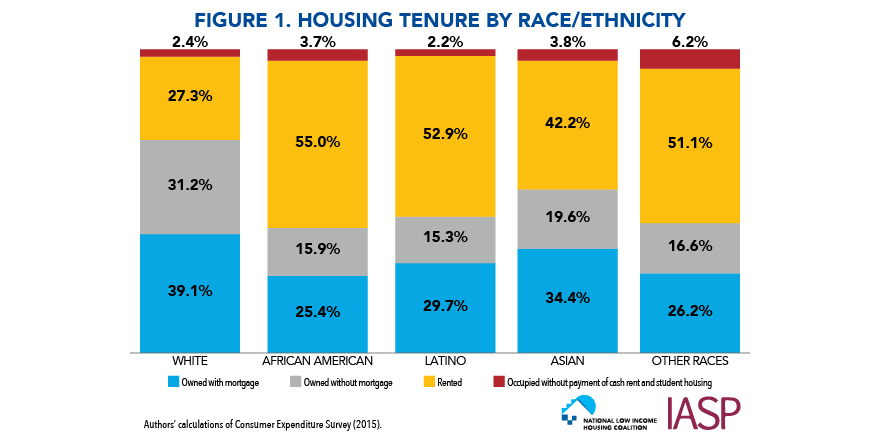 FIGURE 1. HOUSING TENURE BY RACE/ETHNICITY
2.4% 3.7% 2.2% 3.8% 6.2%
27.3% 55.0% 52.9% 42.2% 51.1%
31.2% 15.9% 15.3% 19.6% 16.6%
39.1% 25.4% 29.7% 34.4% 26.2%
WHITE AFRICAN AMERICAN LATINO ASIAN OTHER RACES
Owned with mortgage Owned without mortgage Rented Occupied without payment of cash rent and student housing
NATIONAL LOW INCOME
HOUSING COALITION
IASP
Authors' calculations of Consumer Expenditure Survey (2015).